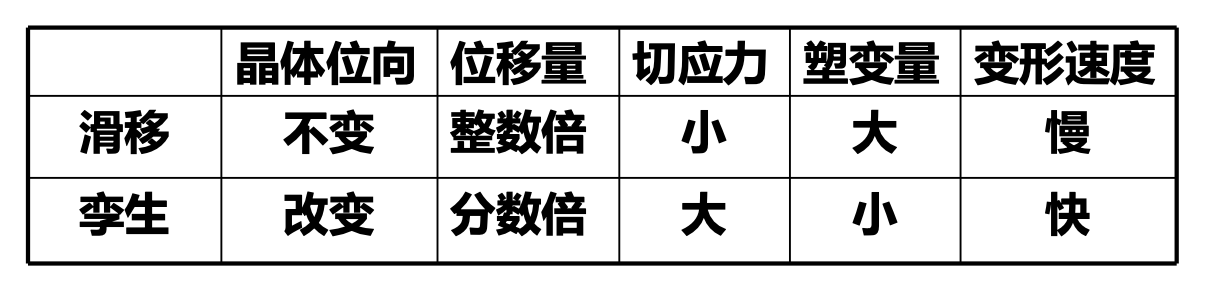 晶体位向 位移量 切应力 塑变量 变形速度
滑移 不变 整数倍 小 大 慢
孪生 改变 分数倍 大 小 快